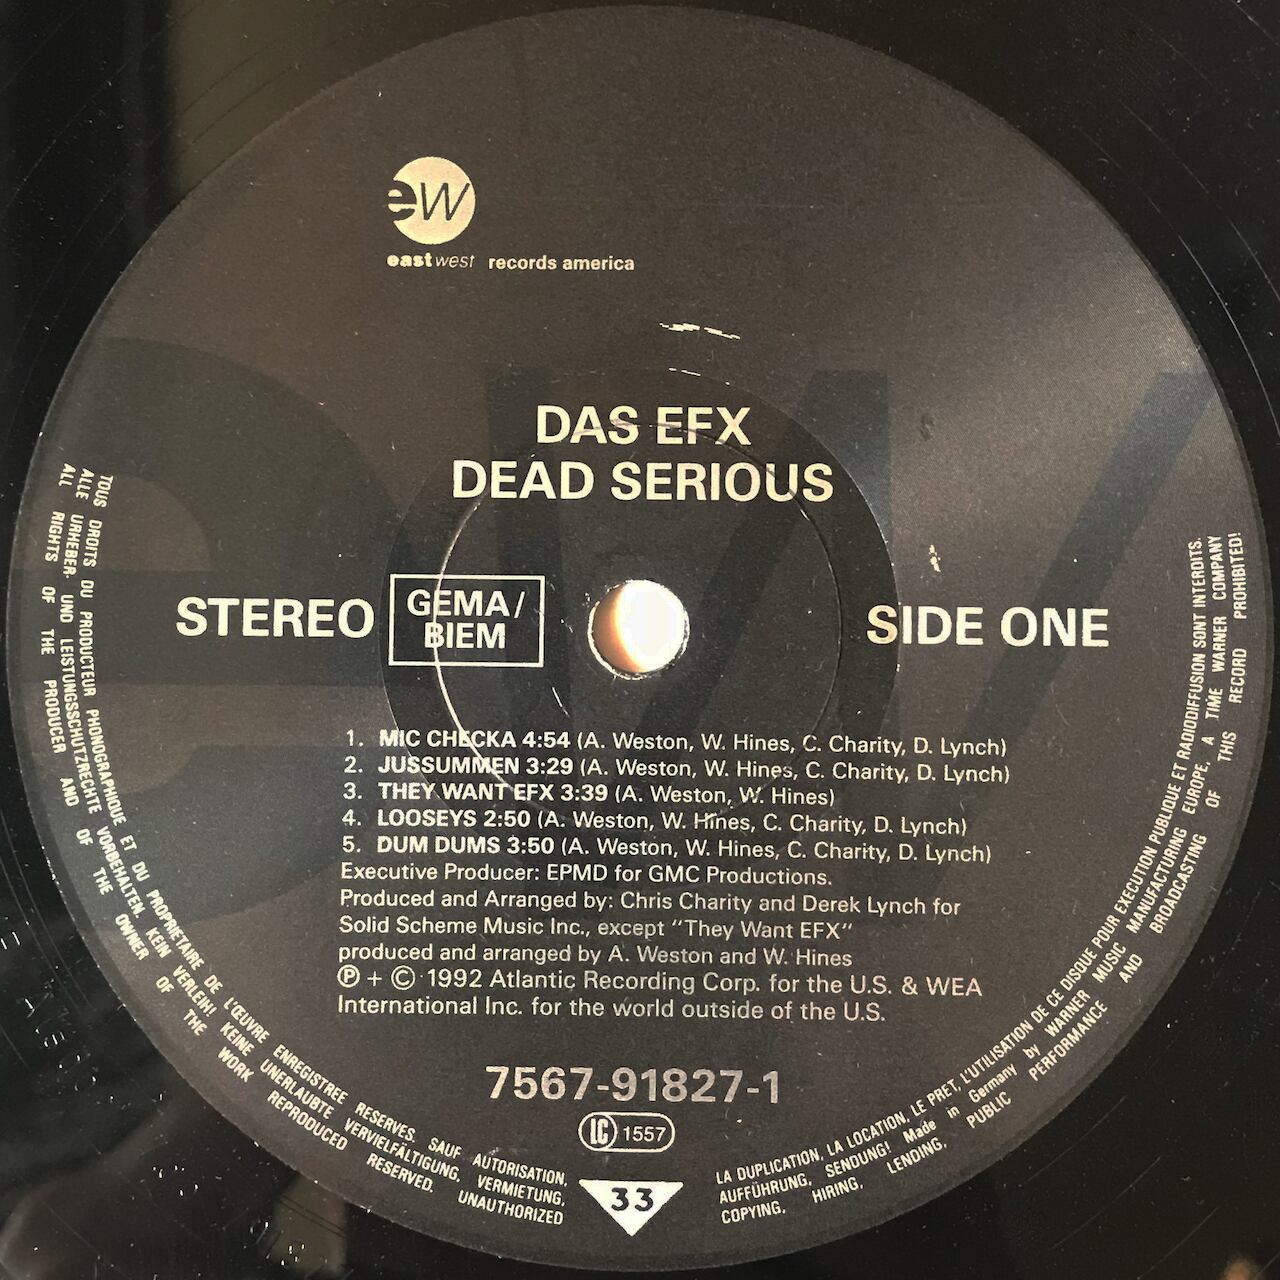 ew
eastwest records america
DAS EFX
DEAD SERIOUS
STEREO
GEMA/
BIEM
SIDE ONE
1. MIC CHECKA 4:54 (A. Weston, W. Hines, C. Charity, D. Lynch)
2. JUSSUMMEN 3:29 (A. Weston, W. Hines, C. Charity, D. Lynch)
3. THEY WANT EFX 3:39 (A. Weston, W. Hines)
4. LOOSEYS 2:50 (A. Weston, W. Hines, C. Charity, D. Lynch)
5. DUM DUMS 3:50 (A. Weston, W. Hines, C. Charity, D. Lynch)
Executive Producer: EPMD for GMC Productions.
Produced and Arranged by: Chris Charity and Derek Lynch for
Solid Scheme Music Inc., except "They Want EFX"
produced and arranged by A. Weston and W. Hines
℗ + © 1992 Atlantic Recording Corp. for the U.S. & WEA
International Inc. for the world outside of the U.S.
7567-91827-1
LC 1557
33
TOUS DROITS DU PRODUCTEUR PHONOGRAPHIQUE ET DU PROPRIÉTAIRE DE L'ŒUVRE ENREGISTREE RESERVES. SAUF AUTORISATION, LA DUPLICATION, LA LOCATION, LE PRET, L'UTILISATION DE CE DISQUE POUR EXECUTION PUBLIQUE ET RADIODIFFUSION SONT INTERDITS.
ALLE URHEBER- UND LEISTUNGSSCHUTZRECHTE VORBEHALTEN. KEIN VERLEIH! KEINE UNERLAUBTE VERVIELFÄLTIGUNG, VERMIETUNG, AUFFÜHRUNG, SENDUNG! Made in Germany by WARNER MUSIC MANUFACTURING EUROPE, A TIME WARNER COMPANY
ALL RIGHTS OF THE PRODUCER AND OF THE OWNER OF THE WORK REPRODUCED RESERVED. UNAUTHORIZED COPYING, HIRING, LENDING, PUBLIC PERFORMANCE AND BROADCASTING OF THIS RECORD PROHIBITED!